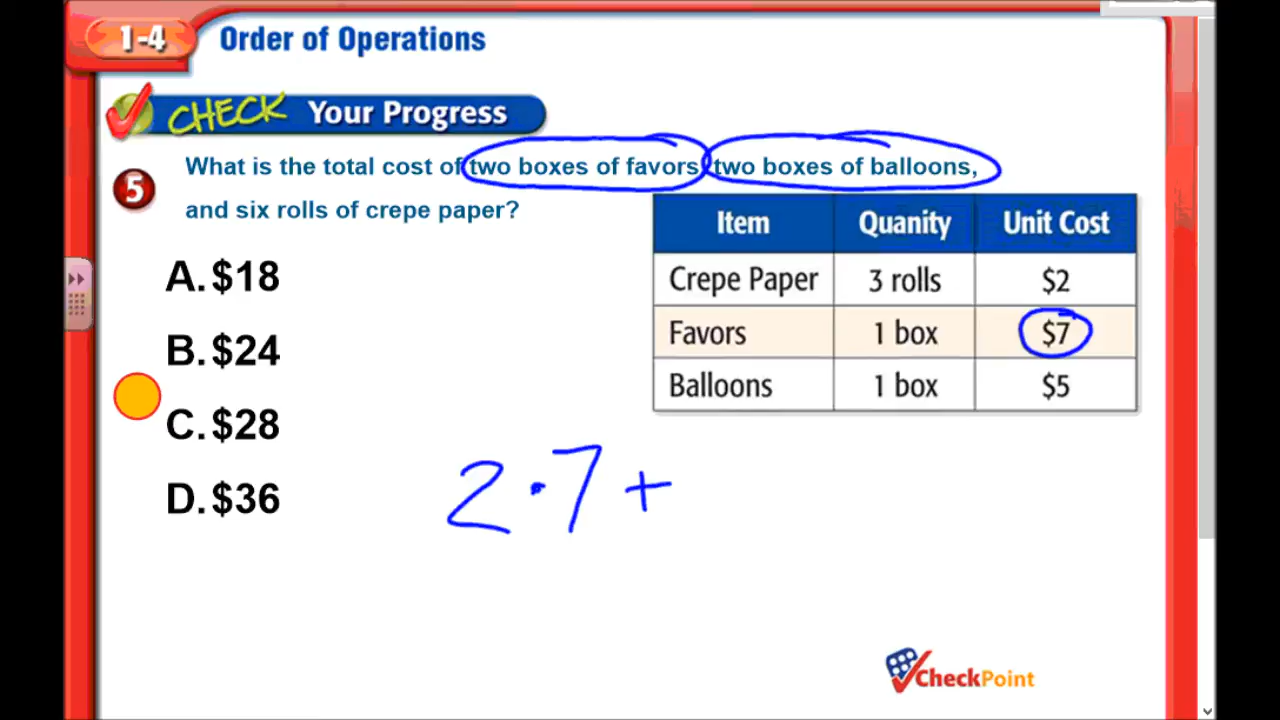 1-4 Order of Operations
CHECK Your Progress
5 What is the total cost of two boxes of favors two boxes of balloons,
and six rolls of crepe paper?
A. $18
B. $24
C. $28
D. $36
Item Quanity Unit Cost
Crepe Paper 3 rolls $2
Favors 1 box $7
Balloons 1 box $5
2 · 7 +
CheckPoint